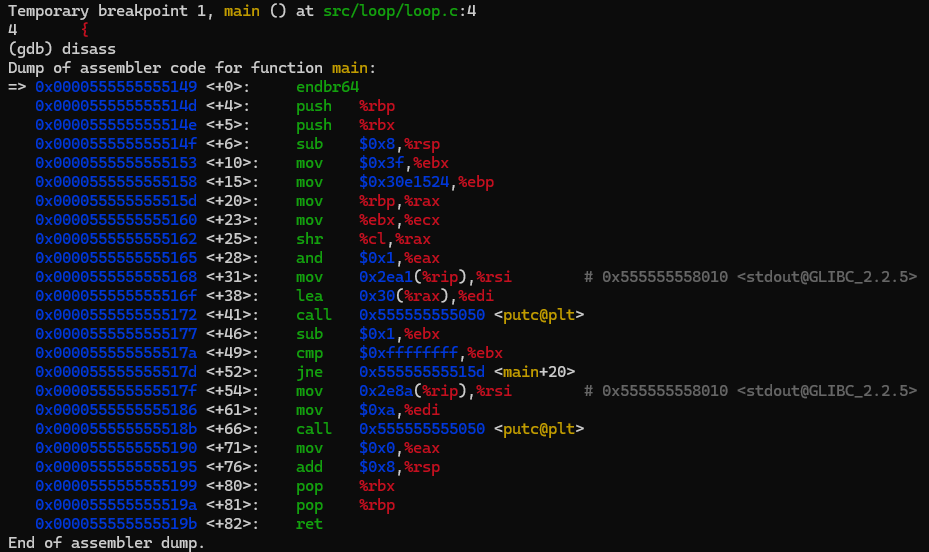 Temporary breakpoint 1, main () at src/loop/loop.c:4
4       {
(gdb) disass
Dump of assembler code for function main:
=> 0x0000555555555149 <+0>:     endbr64
   0x000055555555514d <+4>:     push   %rbp
   0x000055555555514e <+5>:     push   %rbx
   0x000055555555514f <+6>:     sub    $0x8,%rsp
   0x0000555555555153 <+10>:    mov    $0x3f,%ebx
   0x0000555555555158 <+15>:    mov    $0x30e1524,%ebp
   0x000055555555515d <+20>:    mov    %rbp,%rax
   0x0000555555555160 <+23>:    mov    %ebx,%ecx
   0x0000555555555162 <+25>:    shr    %cl,%rax
   0x0000555555555165 <+28>:    and    $0x1,%eax
   0x0000555555555168 <+31>:    mov    0x2ea1(%rip),%rsi        # 0x555555558010 <stdout@GLIBC_2.2.5>
   0x000055555555516f <+38>:    lea    0x30(%rax),%edi
   0x0000555555555172 <+41>:    call   0x555555555050 <putc@plt>
   0x0000555555555177 <+46>:    sub    $0x1,%ebx
   0x000055555555517a <+49>:    cmp    $0xffffffff,%ebx
   0x000055555555517d <+52>:    jne    0x55555555515d <main+20>
   0x000055555555517f <+54>:    mov    0x2e8a(%rip),%rsi        # 0x555555558010 <stdout@GLIBC_2.2.5>
   0x0000555555555186 <+61>:    mov    $0xa,%edi
   0x000055555555518b <+66>:    call   0x555555555050 <putc@plt>
   0x0000555555555190 <+71>:    mov    $0x0,%eax
   0x0000555555555195 <+76>:    add    $0x8,%rsp
   0x0000555555555199 <+80>:    pop    %rbx
   0x000055555555519a <+81>:    pop    %rbp
   0x000055555555519b <+82>:    ret
End of assembler dump.